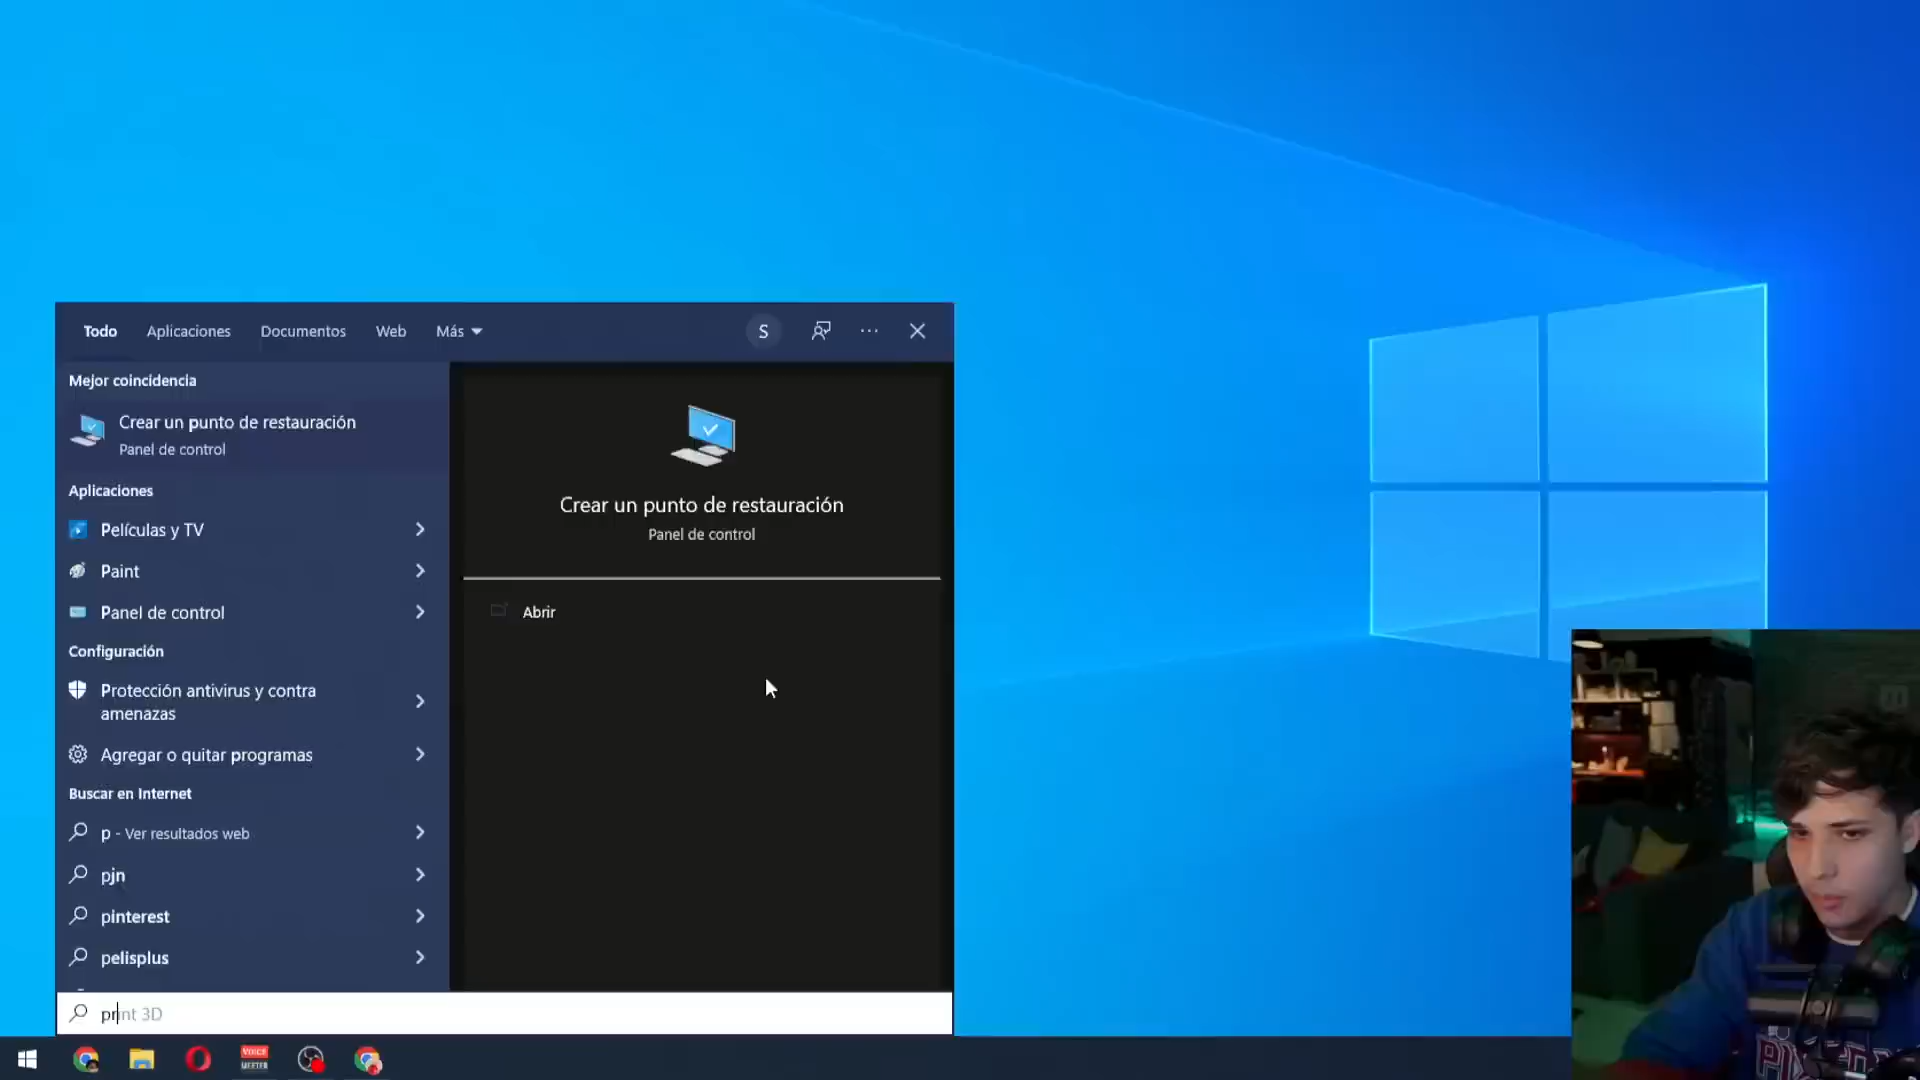 Todo Aplicaciones Documentos Web Más S
Mejor coincidencia
Crear un punto de restauración
Panel de control
Aplicaciones
Películas y TV
Paint
Panel de control
Configuración
Protección antivirus y contra
amenazas
Agregar o quitar programas
Buscar en Internet
p - Ver resultados web
pjn
pinterest
pelisplus
print 3D
Crear un punto de restauración
Panel de control
Abrir
VOICE
MEETER